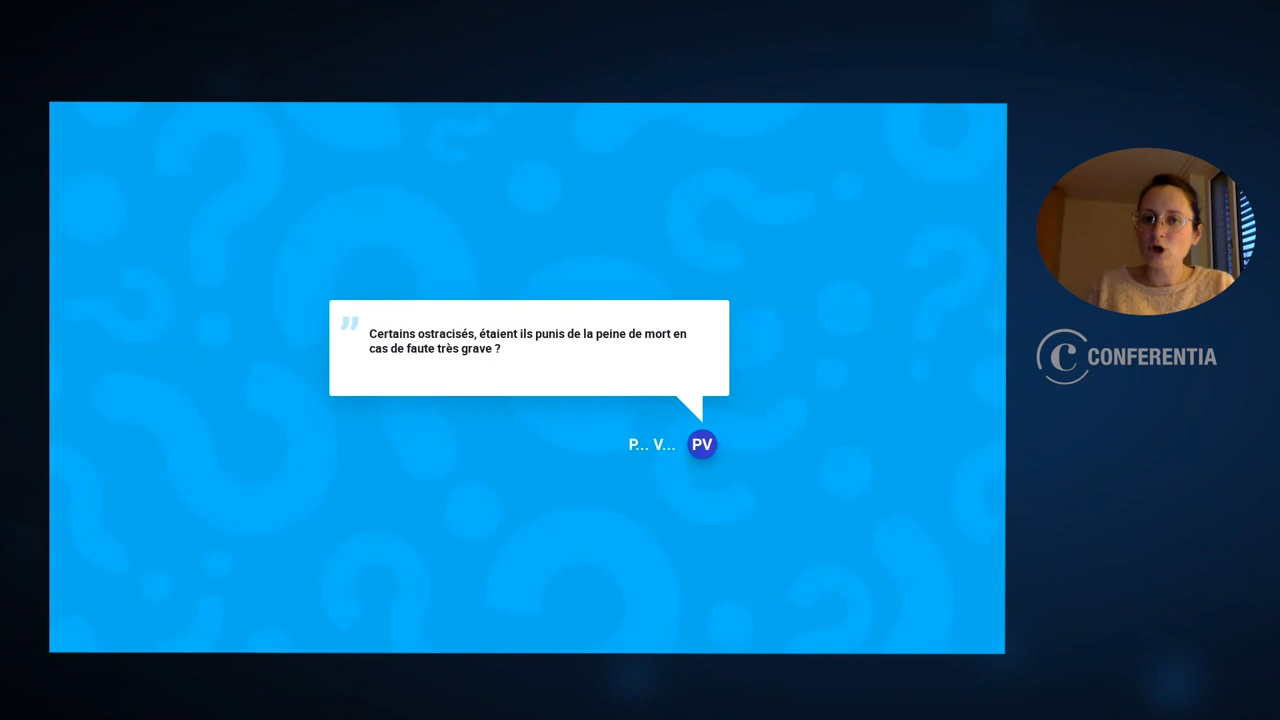 Certains ostracisés, étaient ils punis de la peine de mort en
cas de faute très grave ?
P... V... PV
C CONFERENTIA